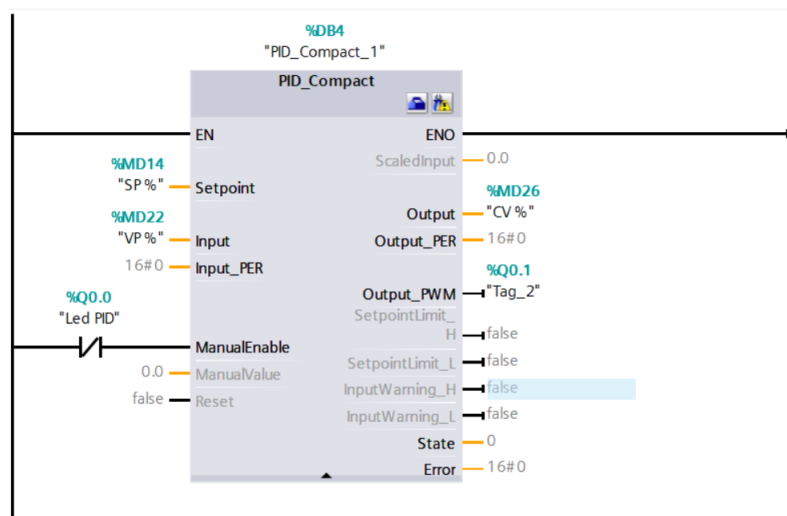 %DB4
"PID_Compact_1"
PID_Compact
EN
ENO
ScaledInput
0.0
%MD14
"SP %"
Setpoint
%MD26
"CV %"
Output
%MD22
"VP %"
Input
Output_PER
16#0
16#0
Input_PER
%Q0.1
"Tag_2"
Output_PWM
%Q0.0
"Led PID"
SetpointLimit_
H
false
ManualEnable
SetpointLimit_L
false
0.0
ManualValue
InputWarning_H
false
false
Reset
InputWarning_L
false
State
0
Error
16#0